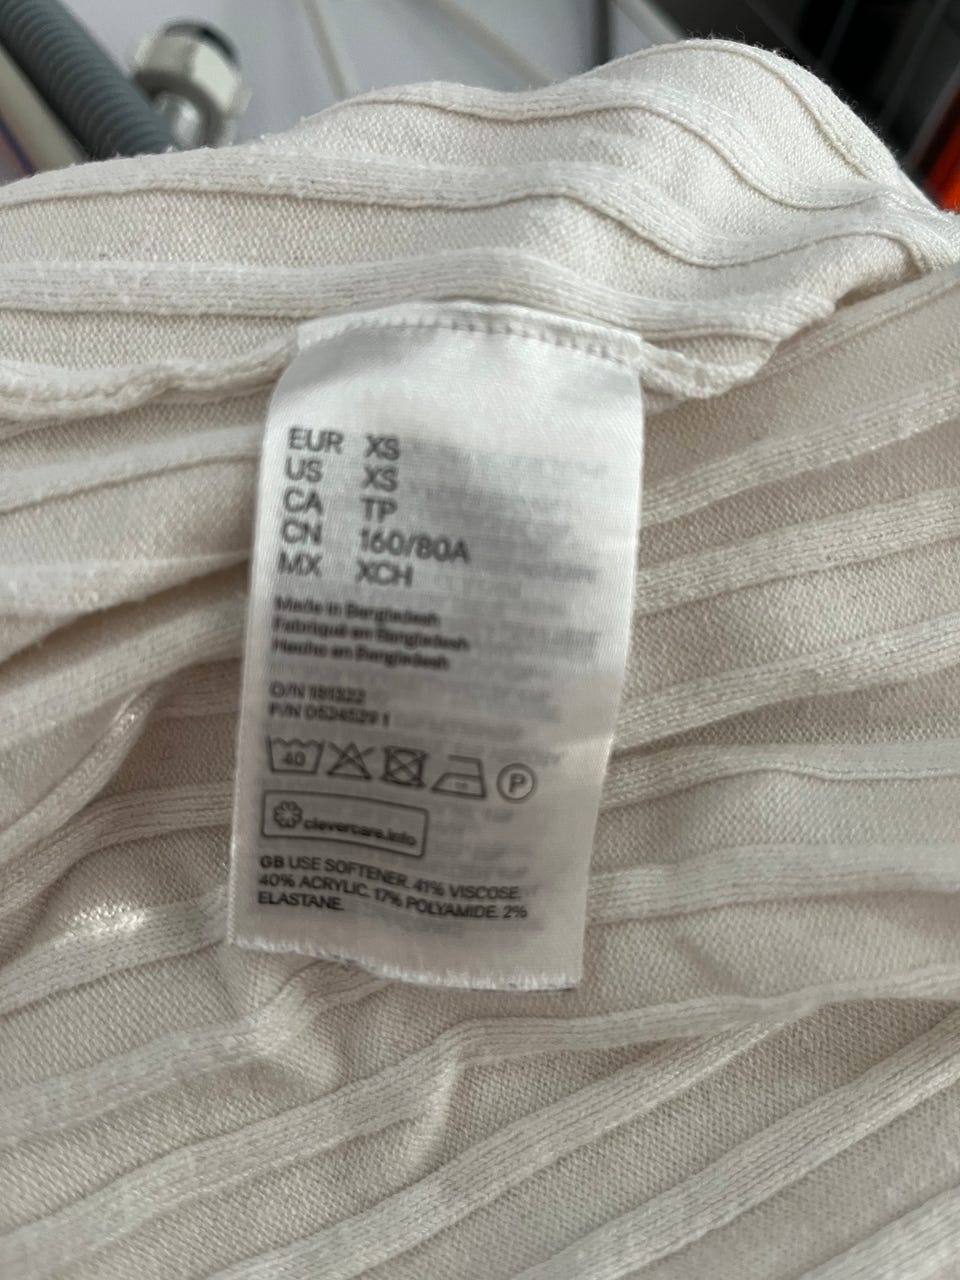 EUR XS
US XS
CA TP
CN 160/80A
MX XCH
Made in Bangladesh
Fabriqué en Bangladesh
Hecho en Bangladesh
O/N 181322
P/N 0534529 1
40
P
clevercare.info
GB USE SOFTENER. 41% VISCOSE.
40% ACRYLIC. 17% POLYAMIDE. 2%
ELASTANE.